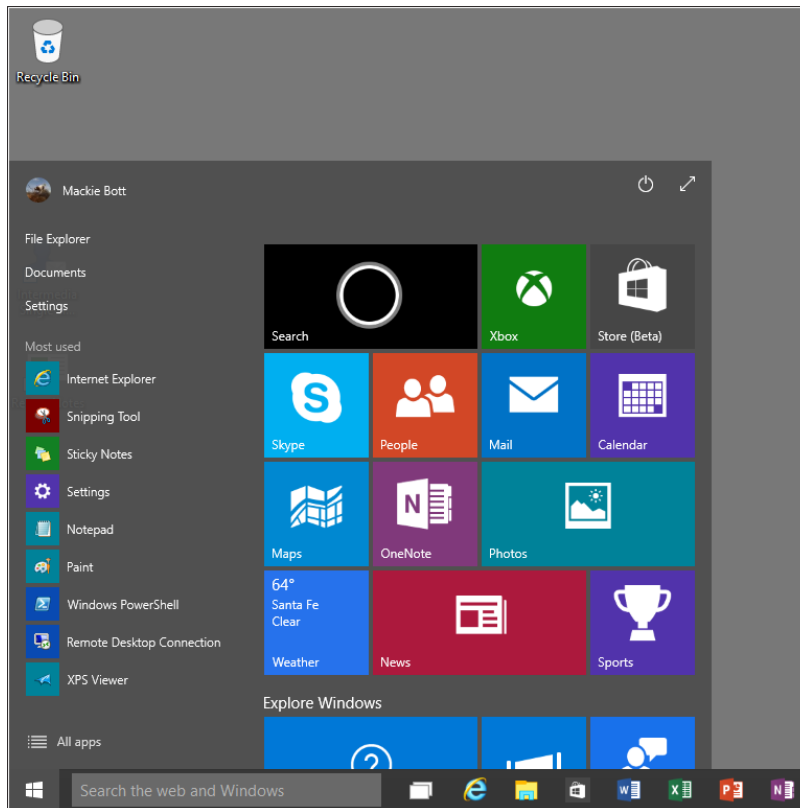 Recycle Bin
Mackie Bott
File Explorer
Documents
Settings
Most used
Internet Explorer
Snipping Tool
Sticky Notes
Settings
Notepad
Paint
Windows PowerShell
Remote Desktop Connection
XPS Viewer
All apps
Search
Xbox
Store (Beta)
Skype
People
Mail
Calendar
Maps
OneNote
Photos
64°
Santa Fe
Clear
Weather
News
Sports
Explore Windows
Search the web and Windows